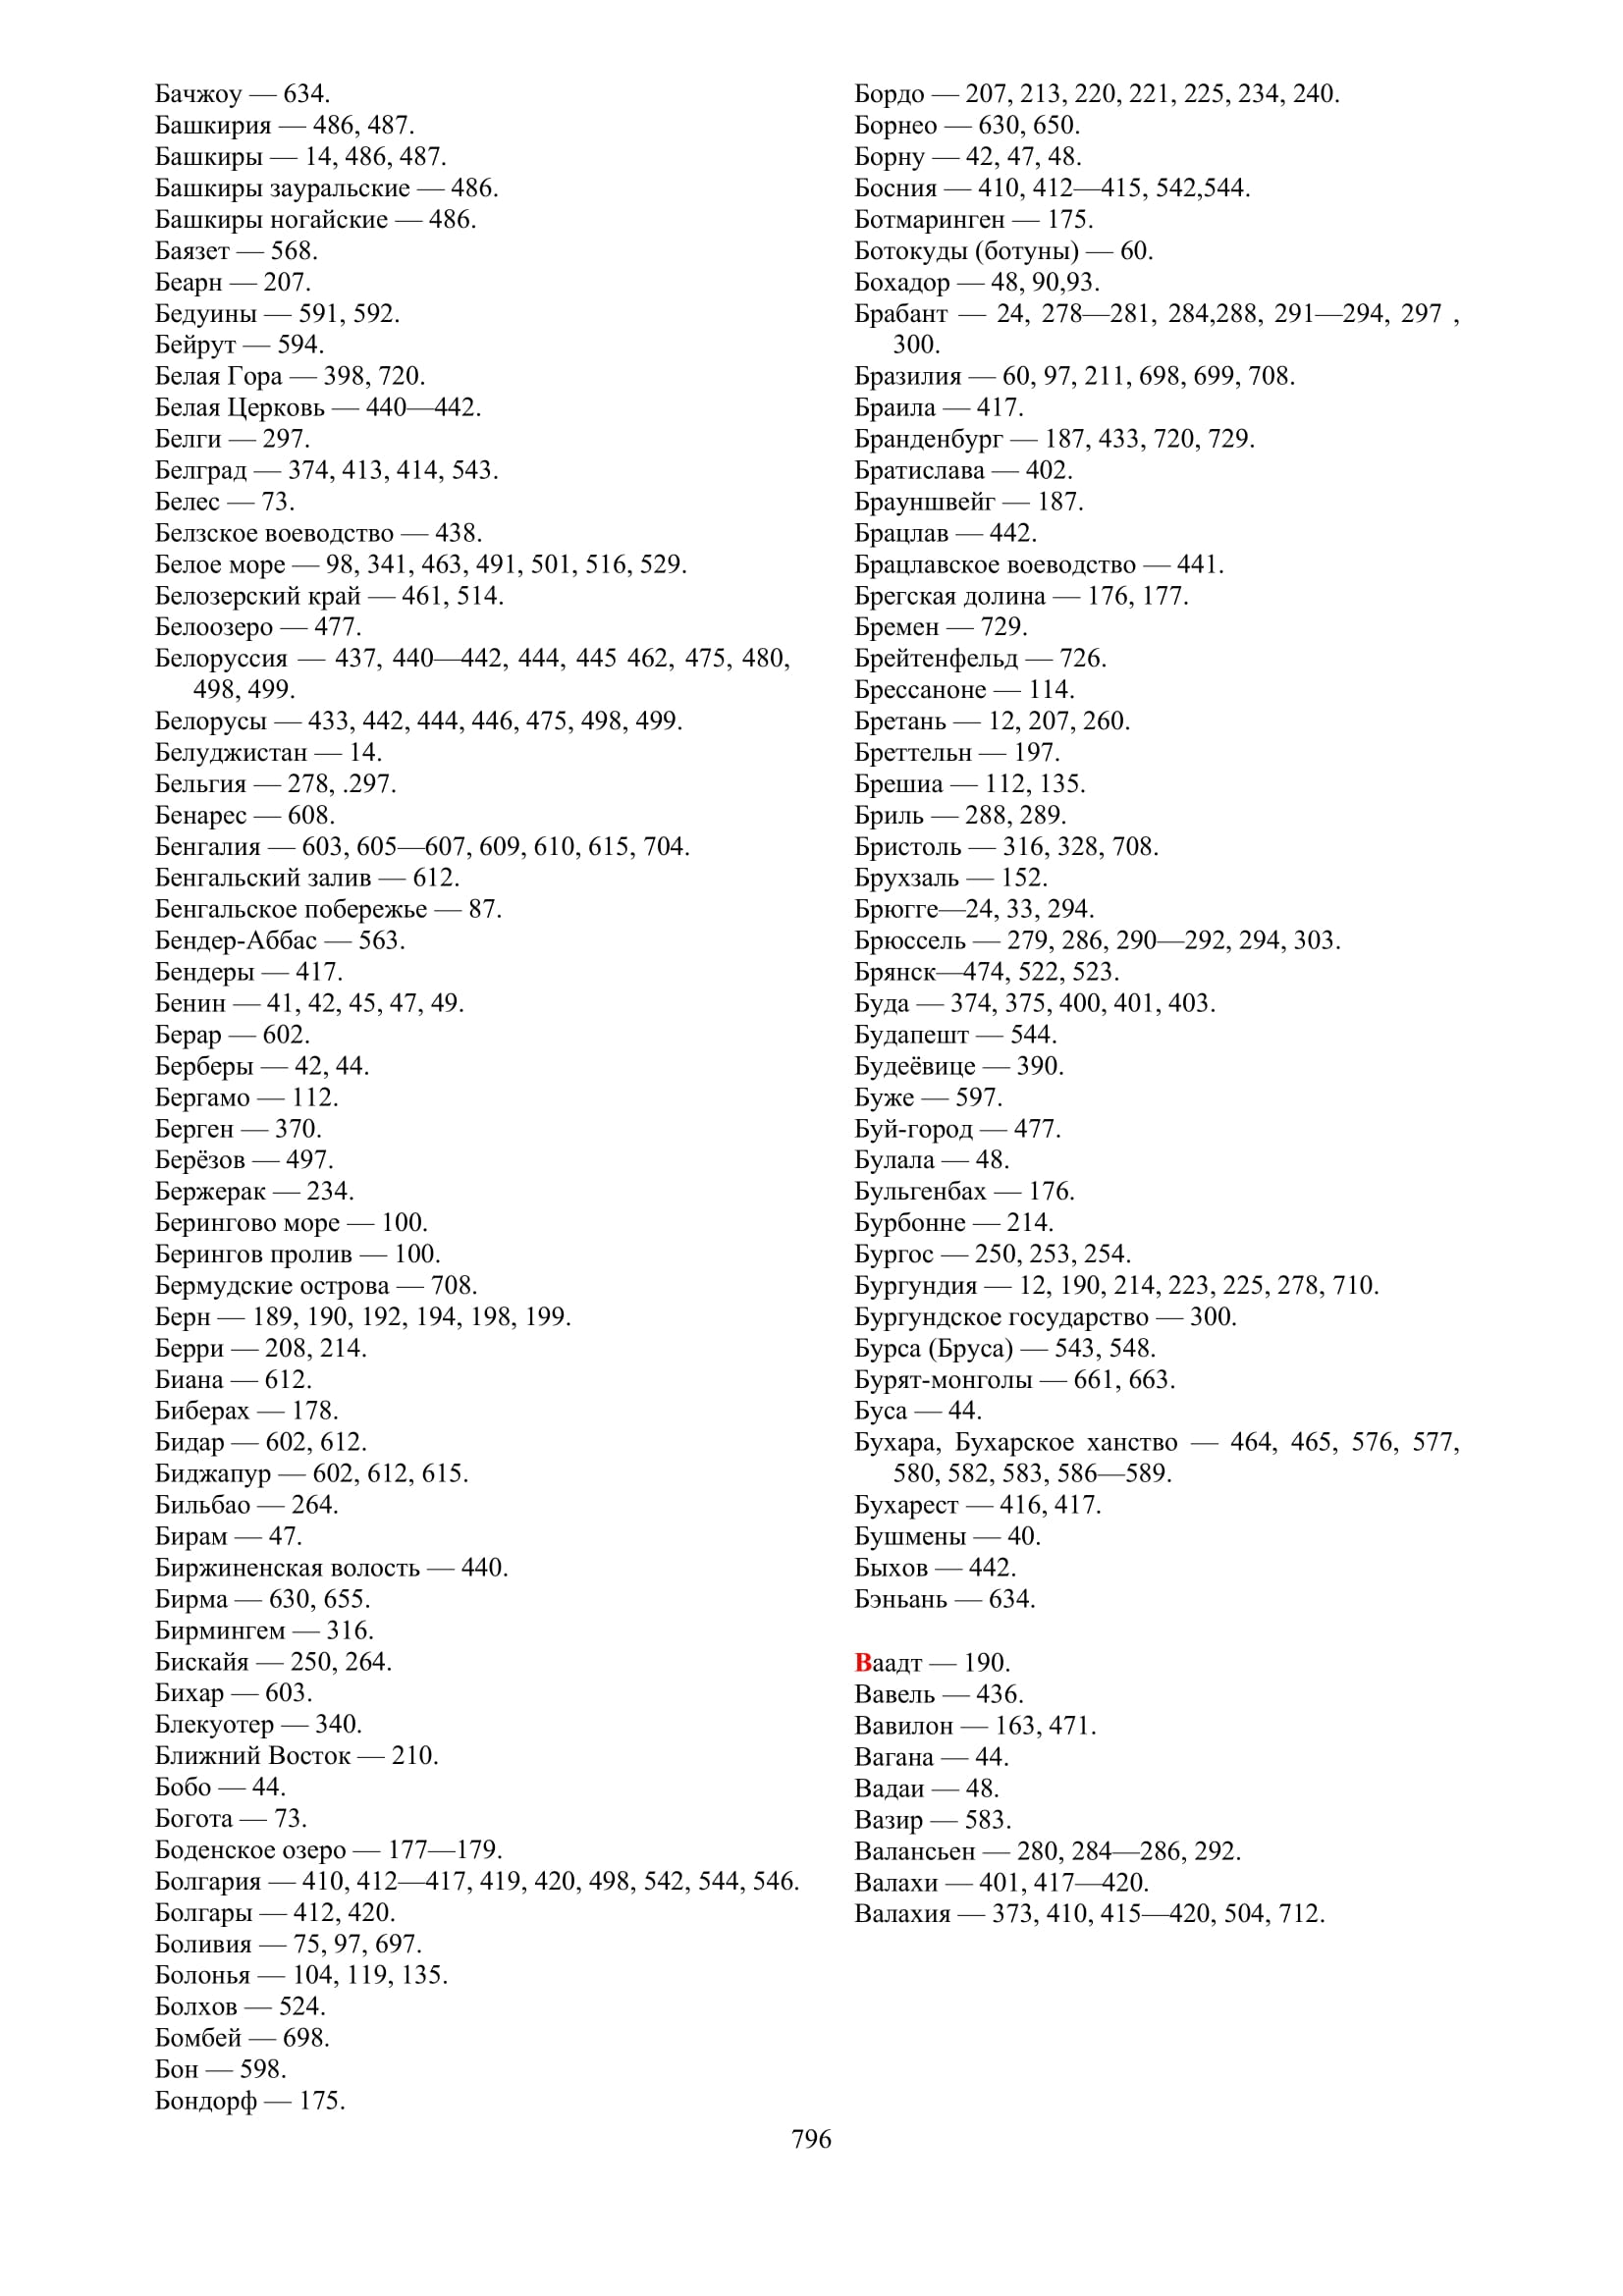 Бачжоу — 634.
Башкирия — 486, 487.
Башкиры — 14, 486, 487.
Башкиры зауральские — 486.
Башкиры ногайские — 486.
Баязет — 568.
Беарн — 207.
Бедуины — 591, 592.
Бейрут — 594.
Белая Гора — 398, 720.
Белая Церковь — 440—442.
Белги — 297.
Белград — 374, 413, 414, 543.
Белес — 73.
Белзское воеводство — 438.
Белое море — 98, 341, 463, 491, 501, 516, 529.
Белозерский край — 461, 514.
Белоозеро — 477.
Белоруссия — 437, 440—442, 444, 445 462, 475, 480,
498, 499.
Белорусы — 433, 442, 444, 446, 475, 498, 499.
Белуджистан — 14.
Бельгия — 278, .297.
Бенарес — 608.
Бенгалия — 603, 605—607, 609, 610, 615, 704.
Бенгальский залив — 612.
Бенгальское побережье — 87.
Бендер-Аббас — 563.
Бендеры — 417.
Бенин — 41, 42, 45, 47, 49.
Берар — 602.
Берберы — 42, 44.
Бергамо — 112.
Берген — 370.
Берёзов — 497.
Бержерак — 234.
Берингово море — 100.
Берингов пролив — 100.
Бермудские острова — 708.
Берн — 189, 190, 192, 194, 198, 199.
Берри — 208, 214.
Биана — 612.
Биберах — 178.
Бидар — 602, 612.
Биджапур — 602, 612, 615.
Бильбао — 264.
Бирам — 47.
Биржиненская волость — 440.
Бирма — 630, 655.
Бирмингем — 316.
Бискайя — 250, 264.
Бихар — 603.
Блекуотер — 340.
Ближний Восток — 210.
Бобо — 44.
Богота — 73.
Боденское озеро — 177—179.
Болгария — 410, 412—417, 419, 420, 498, 542, 544, 546.
Болгары — 412, 420.
Боливия — 75, 97, 697.
Болонья — 104, 119, 135.
Болхов — 524.
Бомбей — 698.
Бон — 598.
Бондорф — 175.
Бордо — 207, 213, 220, 221, 225, 234, 240.
Борнео — 630, 650.
Борну — 42, 47, 48.
Босния — 410, 412—415, 542,544.
Ботмаринген — 175.
Ботокуды (ботуны) — 60.
Бохадор — 48, 90,93.
Брабант — 24, 278—281, 284,288, 291—294, 297 ,
300.
Бразилия — 60, 97, 211, 698, 699, 708.
Браила — 417.
Бранденбург — 187, 433, 720, 729.
Братислава — 402.
Брауншвейг — 187.
Брацлав — 442.
Брацлавское воеводство — 441.
Брегская долина — 176, 177.
Бремен — 729.
Брейтенфельд — 726.
Брессаноне — 114.
Бретань — 12, 207, 260.
Бреттельн — 197.
Брешиа — 112, 135.
Бриль — 288, 289.
Бристоль — 316, 328, 708.
Брухзаль — 152.
Брюгге—24, 33, 294.
Брюссель — 279, 286, 290—292, 294, 303.
Брянск—474, 522, 523.
Буда — 374, 375, 400, 401, 403.
Будапешт — 544.
Будеёвице — 390.
Буже — 597.
Буй-город — 477.
Булала — 48.
Бульгенбах — 176.
Бурбонне — 214.
Бургос — 250, 253, 254.
Бургундия — 12, 190, 214, 223, 225, 278, 710.
Бургундское государство — 300.
Бурса (Бруса) — 543, 548.
Бурят-монголы — 661, 663.
Буса — 44.
Бухара, Бухарское ханство — 464, 465, 576, 577,
580, 582, 583, 586—589.
Бухарест — 416, 417.
Бушмены — 40.
Быхов — 442.
Бэньань — 634.
Ваадт — 190.
Вавель — 436.
Вавилон — 163, 471.
Вагана — 44.
Вадаи — 48.
Вазир — 583.
Валансьен — 280, 284—286, 292.
Валахи — 401, 417—420.
Валахия — 373, 410, 415—420, 504, 712.
796